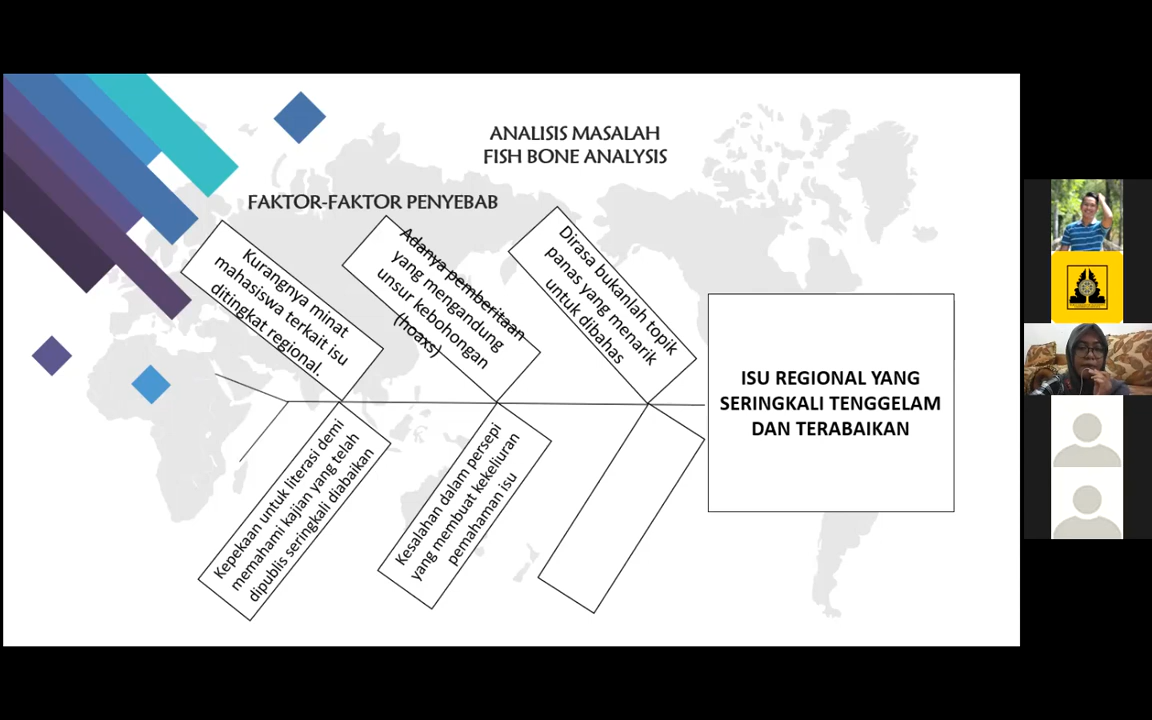 ANALISIS MASALAH
FISH BONE ANALYSIS
FAKTOR-FAKTOR PENYEBAB
Kurangnya minat
mahasiswa terkait isu
ditingkat regional.
Adanya pemberitaan
yang mengandung
unsur kebohongan
(hoaxs)
Dirasa bukanlah topik
panas yang menarik
untuk dibahas
ISU REGIONAL YANG
SERINGKALI TENGGELAM
DAN TERABAIKAN
Kepekaan untuk literasi demi
memahami kajian yang telah
dipublis seringkali diabaikan
Kesalahan dalam persepi
yang membuat kekeliuran
pemahaman isu